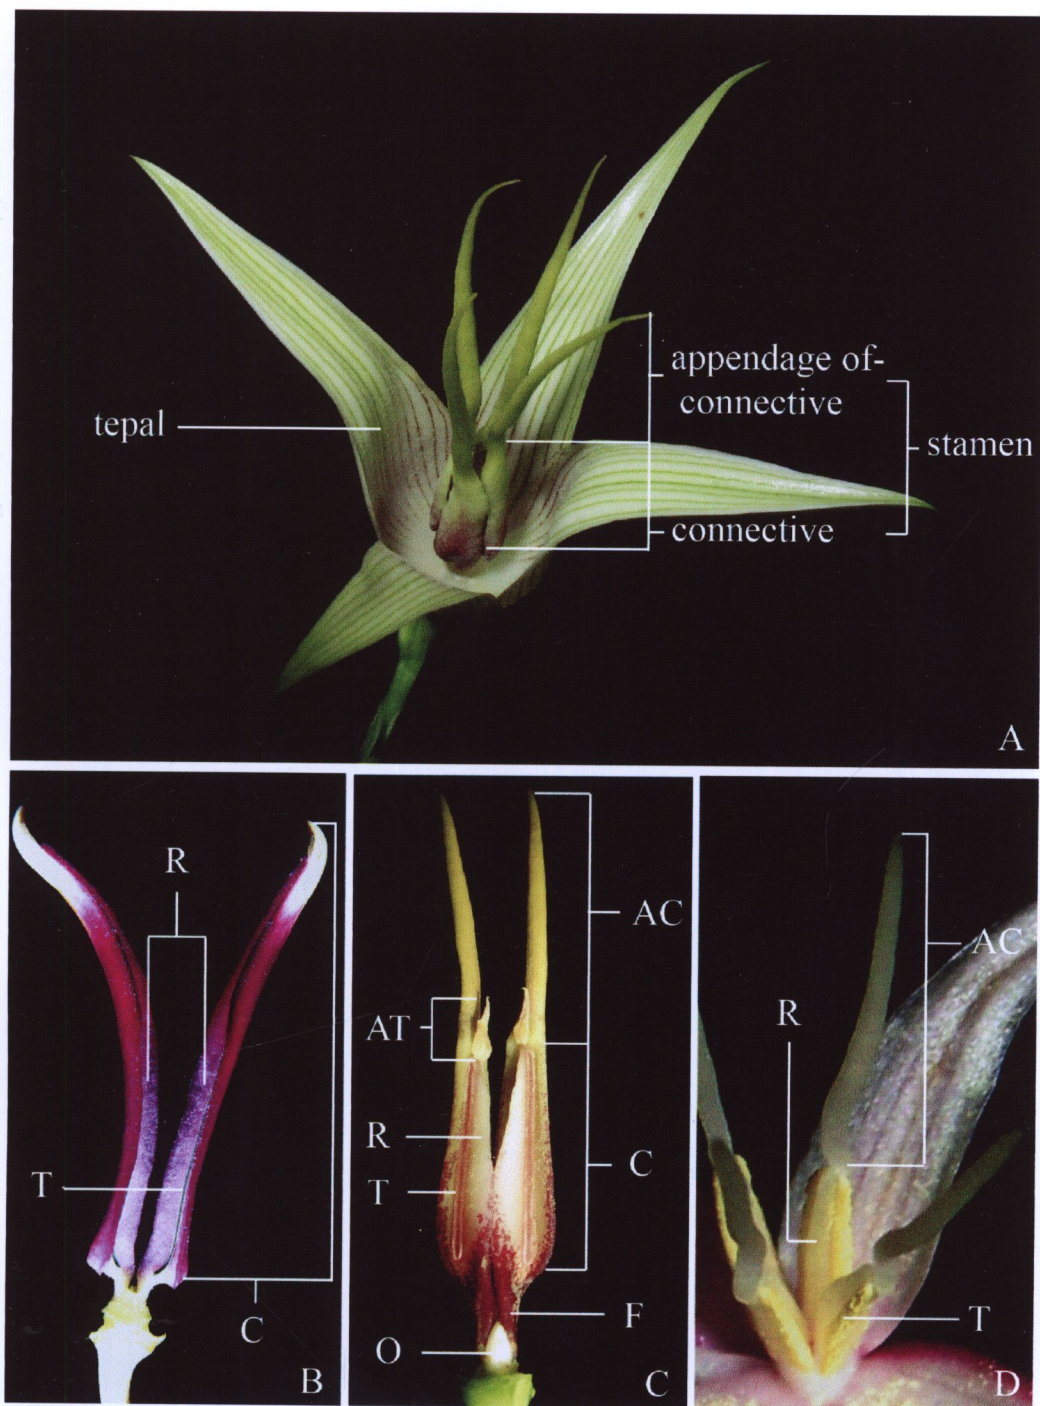 appendage of-
connective
tepal
stamen
connective
A
R
T
C
B
AC
AT
R
T
C
F
O
C
AC
R
T
D